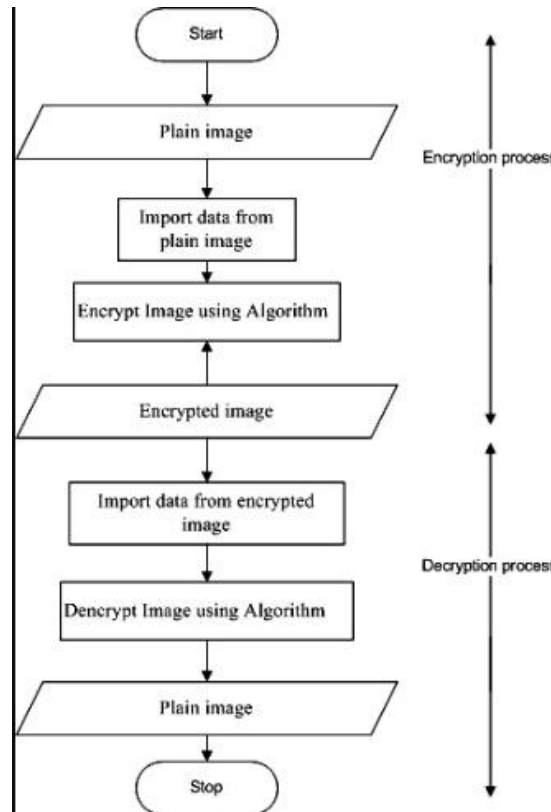 Start
Plain image
Encryption process
Import data from
plain image
Encrypt Image using Algorithm
Encrypted image
Import data from encrypted
image
Decryption process
Dencrypt Image using Algorithm
Plain image
Stop